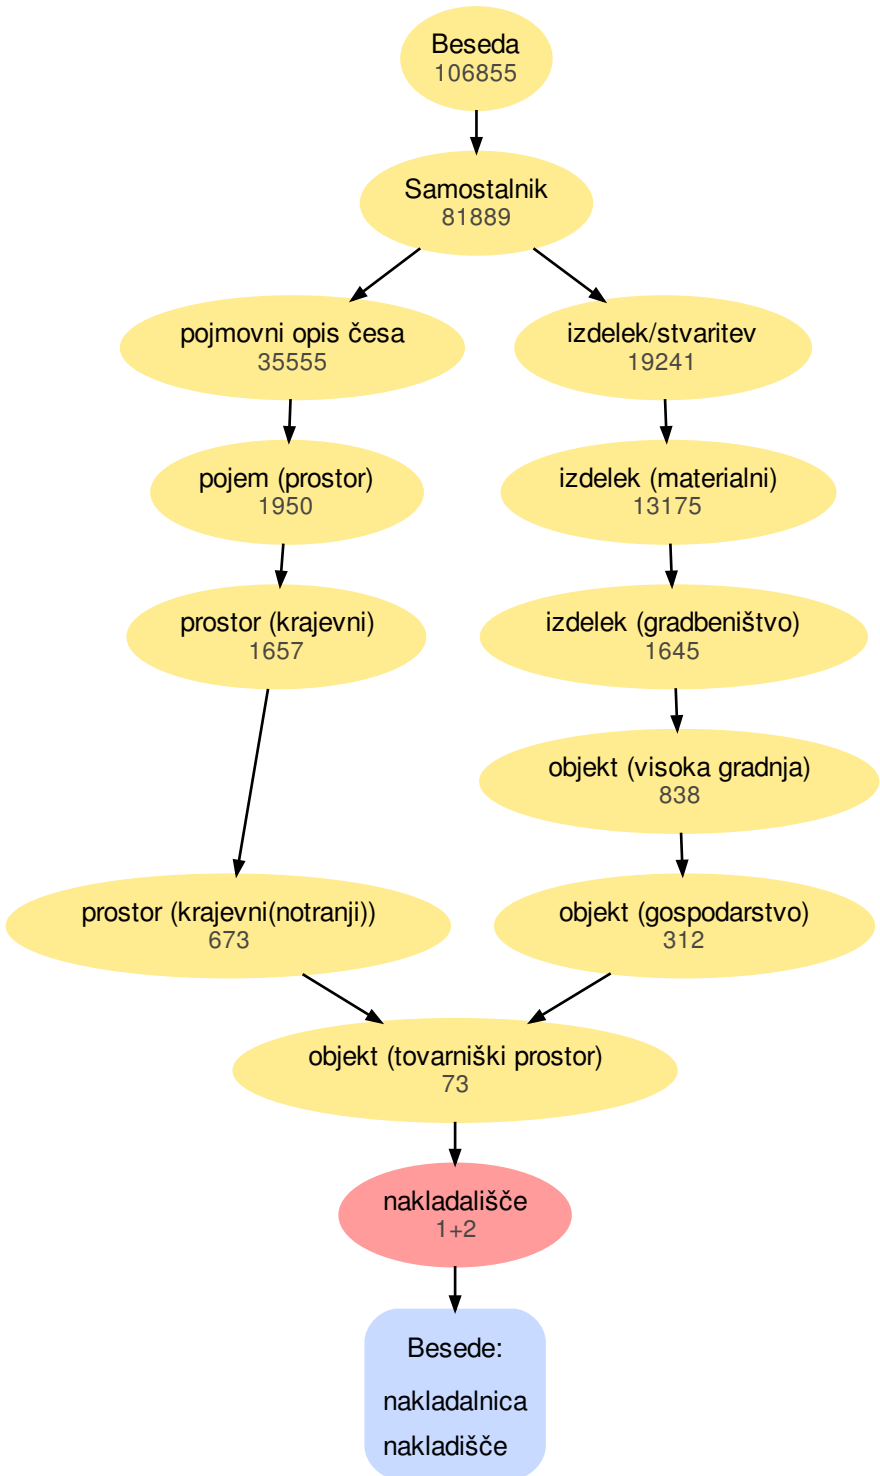 Beseda
106855
Samostalnik
81889
pojmovni opis česa
35555
izdelek/stvaritev
19241
pojem (prostor)
1950
izdelek (materialni)
13175
prostor (krajevni)
1657
izdelek (gradbeništvo)
1645
objekt (visoka gradnja)
838
prostor (krajevni(notranji))
673
objekt (gospodarstvo)
312
objekt (tovarniški prostor)
73
nakladališče
1+2
Besede:
nakladalnica
nakladišče